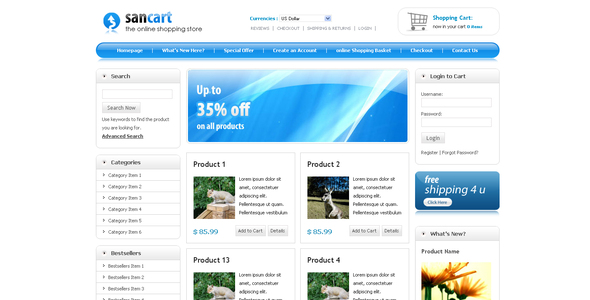 sancart
the online shopping store
Currencies : US Dollar
REVIEWS | CHECKOUT | SHIPPING & RETURNS | LOGIN |
Shopping Cart:
now in your cart 0 items
Homepage | What's New Here? | Special Offer | Create an Account | online Shopping Basket | Checkout | Contact Us
Search
Search Now
Use keywords to find the product
you are looking for.
Advanced Search
Categories
Category Item 1
Category Item 2
Category Item 3
Category Item 4
Category Item 5
Category Item 6
Bestsellers
Bestsellers Item 1
Bestsellers Item 2
Bestsellers Item 3
Bestsellers Item 4
Up to
35% off
on all products
Product 1
Lorem ipsum dolor sit
amet, consectetuer
adipiscing elit.
Pellentesque ut quam.
Pellentesque vestibulum
$ 85.99
Add to Cart
Details
Product 2
Lorem ipsum dolor sit
amet, consectetuer
adipiscing elit.
Pellentesque ut quam.
Pellentesque vestibulum
$ 85.99
Add to Cart
Details
Product 13
Lorem ipsum dolor sit
amet, consectetuer
Product 4
Lorem ipsum dolor sit
amet, consectetuer
Login to Cart
Username:
Password:
Login
Register | Forgot Password?
free
shipping 4 u
Click Here
What's New?
Product Name